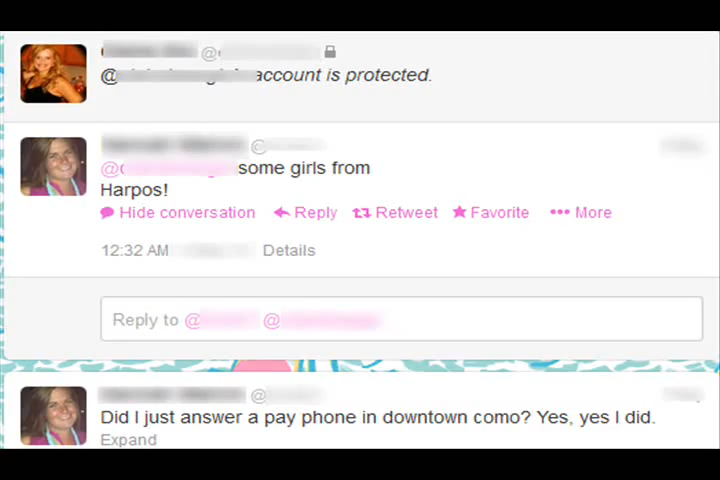 @
@ account is protected.
@
@ some girls from
Harpos!
Hide conversation Reply Retweet Favorite More
12:32 AM Details
Reply to @ @
@
Did I just answer a pay phone in downtown como? Yes, yes I did.
Expand